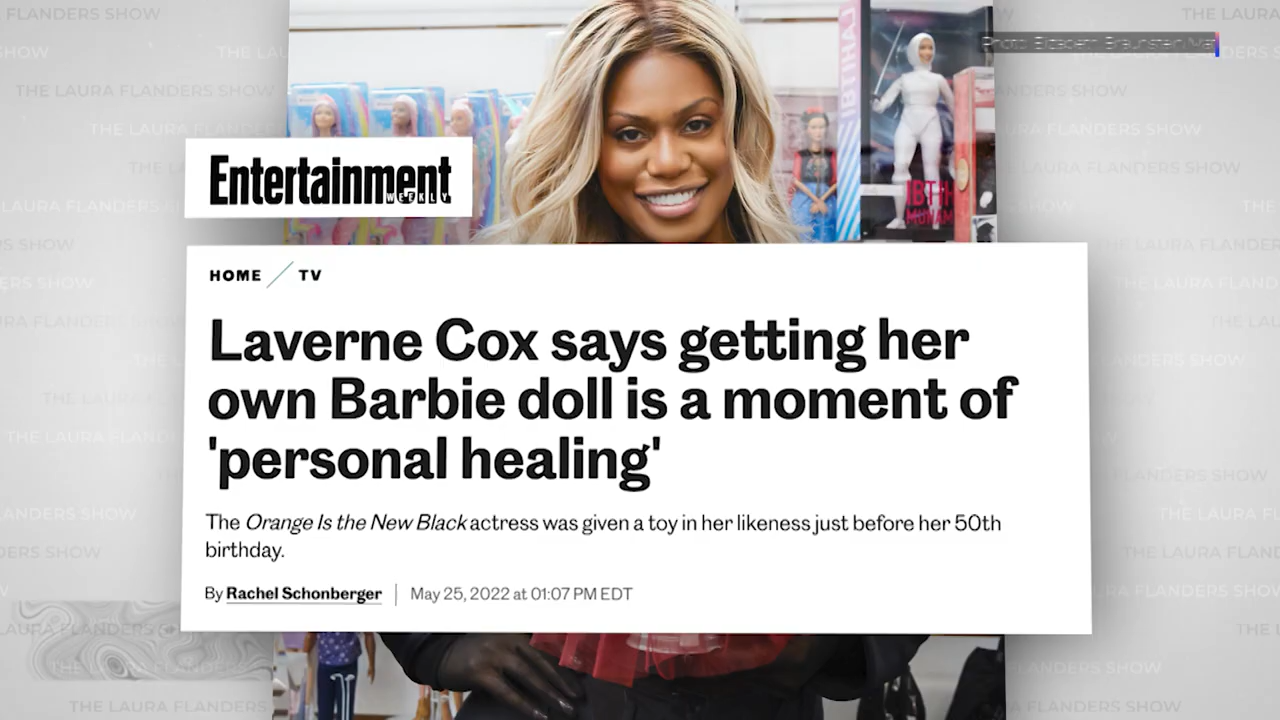 THE LAURA FLANDERS SHOW
Entertainment
WEEKLY
HOME / TV
Laverne Cox says getting her
own Barbie doll is a moment of
'personal healing'
The Orange Is the New Black actress was given a toy in her likeness just before her 50th
birthday.
By Rachel Schonberger | May 25, 2022 at 01:07 PM EDT